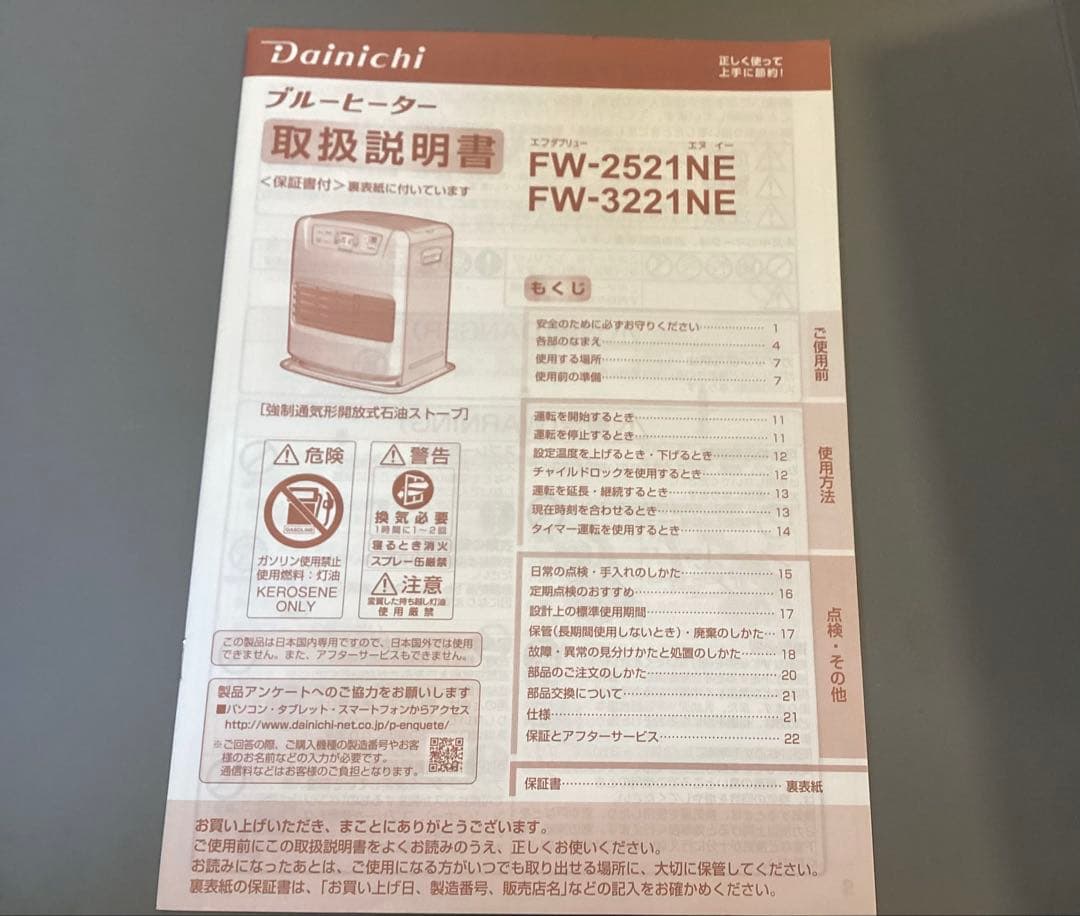 Dainichi
正しく使って
上手に節約!
ブルーヒーター
取扱説明書
<保証書付>裏表紙に付いています
エフダブリュー エヌ イー
FW-2521NE
FW-3221NE
[強制通気形開放式石油ストーブ]
危険
GASOLINE
ガソリン使用禁止
使用燃料:灯油
KEROSENE
ONLY
警告
換気必要
1時間に1~2回
寝るとき消火
スプレー缶厳禁
注意
変質した持ち越し灯油
使用厳禁
この製品は日本国内専用ですので、日本国外では使用
できません。また、アフターサービスもできません。
製品アンケートへのご協力をお願いします
■パソコン・タブレット・スマートフォンからアクセス
http://www.dainichi-net.co.jp/p-enquete/
※ご回答の際、ご購入機種の製造番号やお客
様のお名前などの入力が必要です。
通信料などはお客様のご負担となります。
もくじ
ご使用前
安全のために必ずお守りください 1
各部のなまえ 4
使用する場所 7
使用前の準備 7
使用方法
運転を開始するとき 11
運転を停止するとき 11
設定温度を上げるとき・下げるとき 12
チャイルドロックを使用するとき 12
運転を延長・継続するとき 13
現在時刻を合わせるとき 13
タイマー運転を使用するとき 14
点検・その他
日常の点検・手入れのしかた 15
定期点検のおすすめ 16
設計上の標準使用期間 17
保管(長期間使用しないとき)・廃棄のしかた 17
故障・異常の見分けかたと処置のしかた 18
部品のご注文のしかた 20
部品交換について 21
仕様 21
保証とアフターサービス 22
保証書 裏表紙
お買い上げいただき、まことにありがとうございます。
ご使用前にこの取扱説明書をよくお読みのうえ、正しくお使いください。
お読みになったあとは、ご使用になる方がいつでも取り出せる場所に、大切に保管してください。
裏表紙の保証書は、「お買い上げ日、製造番号、販売店名」などの記入をお確かめください。